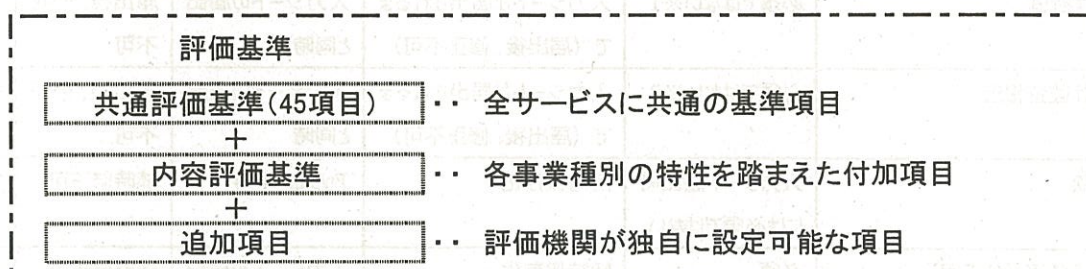 評価基準
共通評価基準(45項目) ・・ 全サービスに共通の基準項目
＋
内容評価基準 ・・ 各事業種別の特性を踏まえた付加項目
＋
追加項目 ・・ 評価機関が独自に設定可能な項目